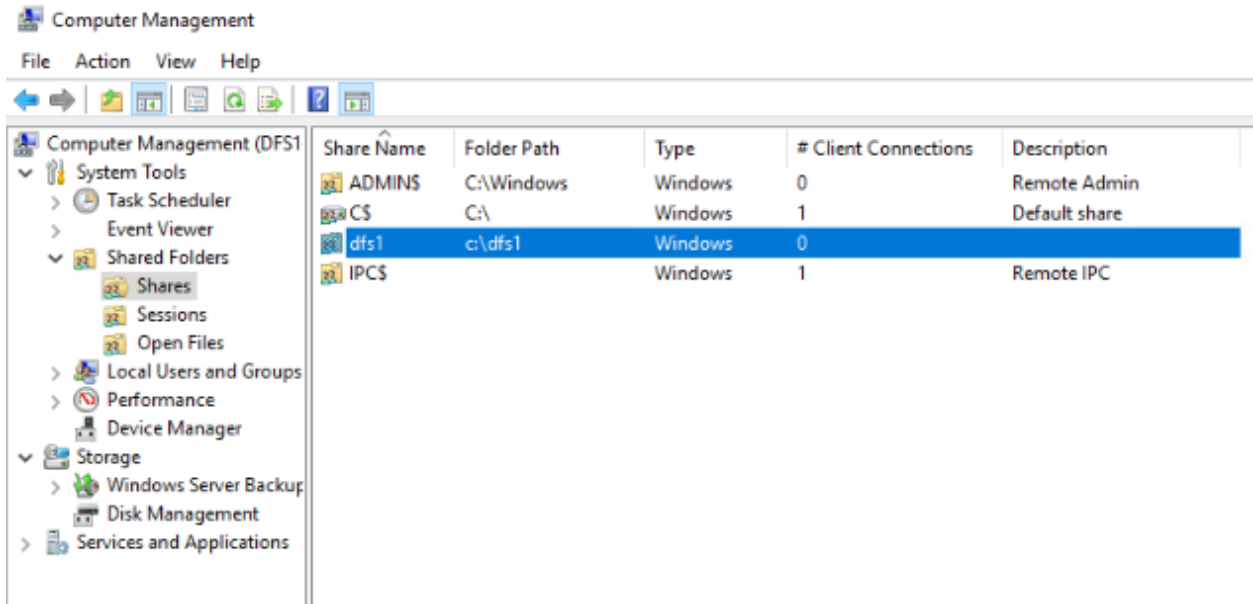 Computer Management
File Action View Help
Computer Management (DFS1
System Tools
Task Scheduler
Event Viewer
Shared Folders
Shares
Sessions
Open Files
Local Users and Groups
Performance
Device Manager
Storage
Windows Server Backup
Disk Management
Services and Applications
Share Name Folder Path Type # Client Connections Description
ADMIN$ C:\Windows Windows 0 Remote Admin
C$ C:\ Windows 1 Default share
dfs1 c:\dfs1 Windows 0
IPC$ Windows 1 Remote IPC